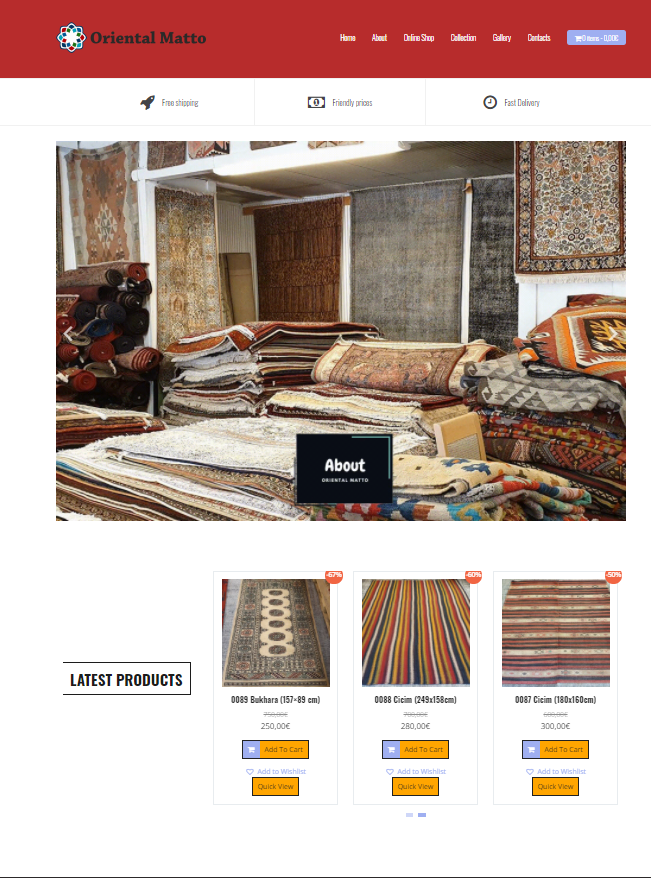 Oriental Matto
Home About Online Shop Collection Gallery Contacts 0 items - 0,00€
Free shipping Friendly prices Fast Delivery
About
ORIENTAL MATTO
-67% -60% -50%
LATEST PRODUCTS
0089 Bukhara (157×89 cm) 0088 Cicim (249x158cm) 0087 Cicim (180x160cm)
750,00€ 700,00€ 600,00€
250,00€ 280,00€ 300,00€
Add To Cart Add To Cart Add To Cart
Add to Wishlist Add to Wishlist Add to Wishlist
Quick View Quick View Quick View